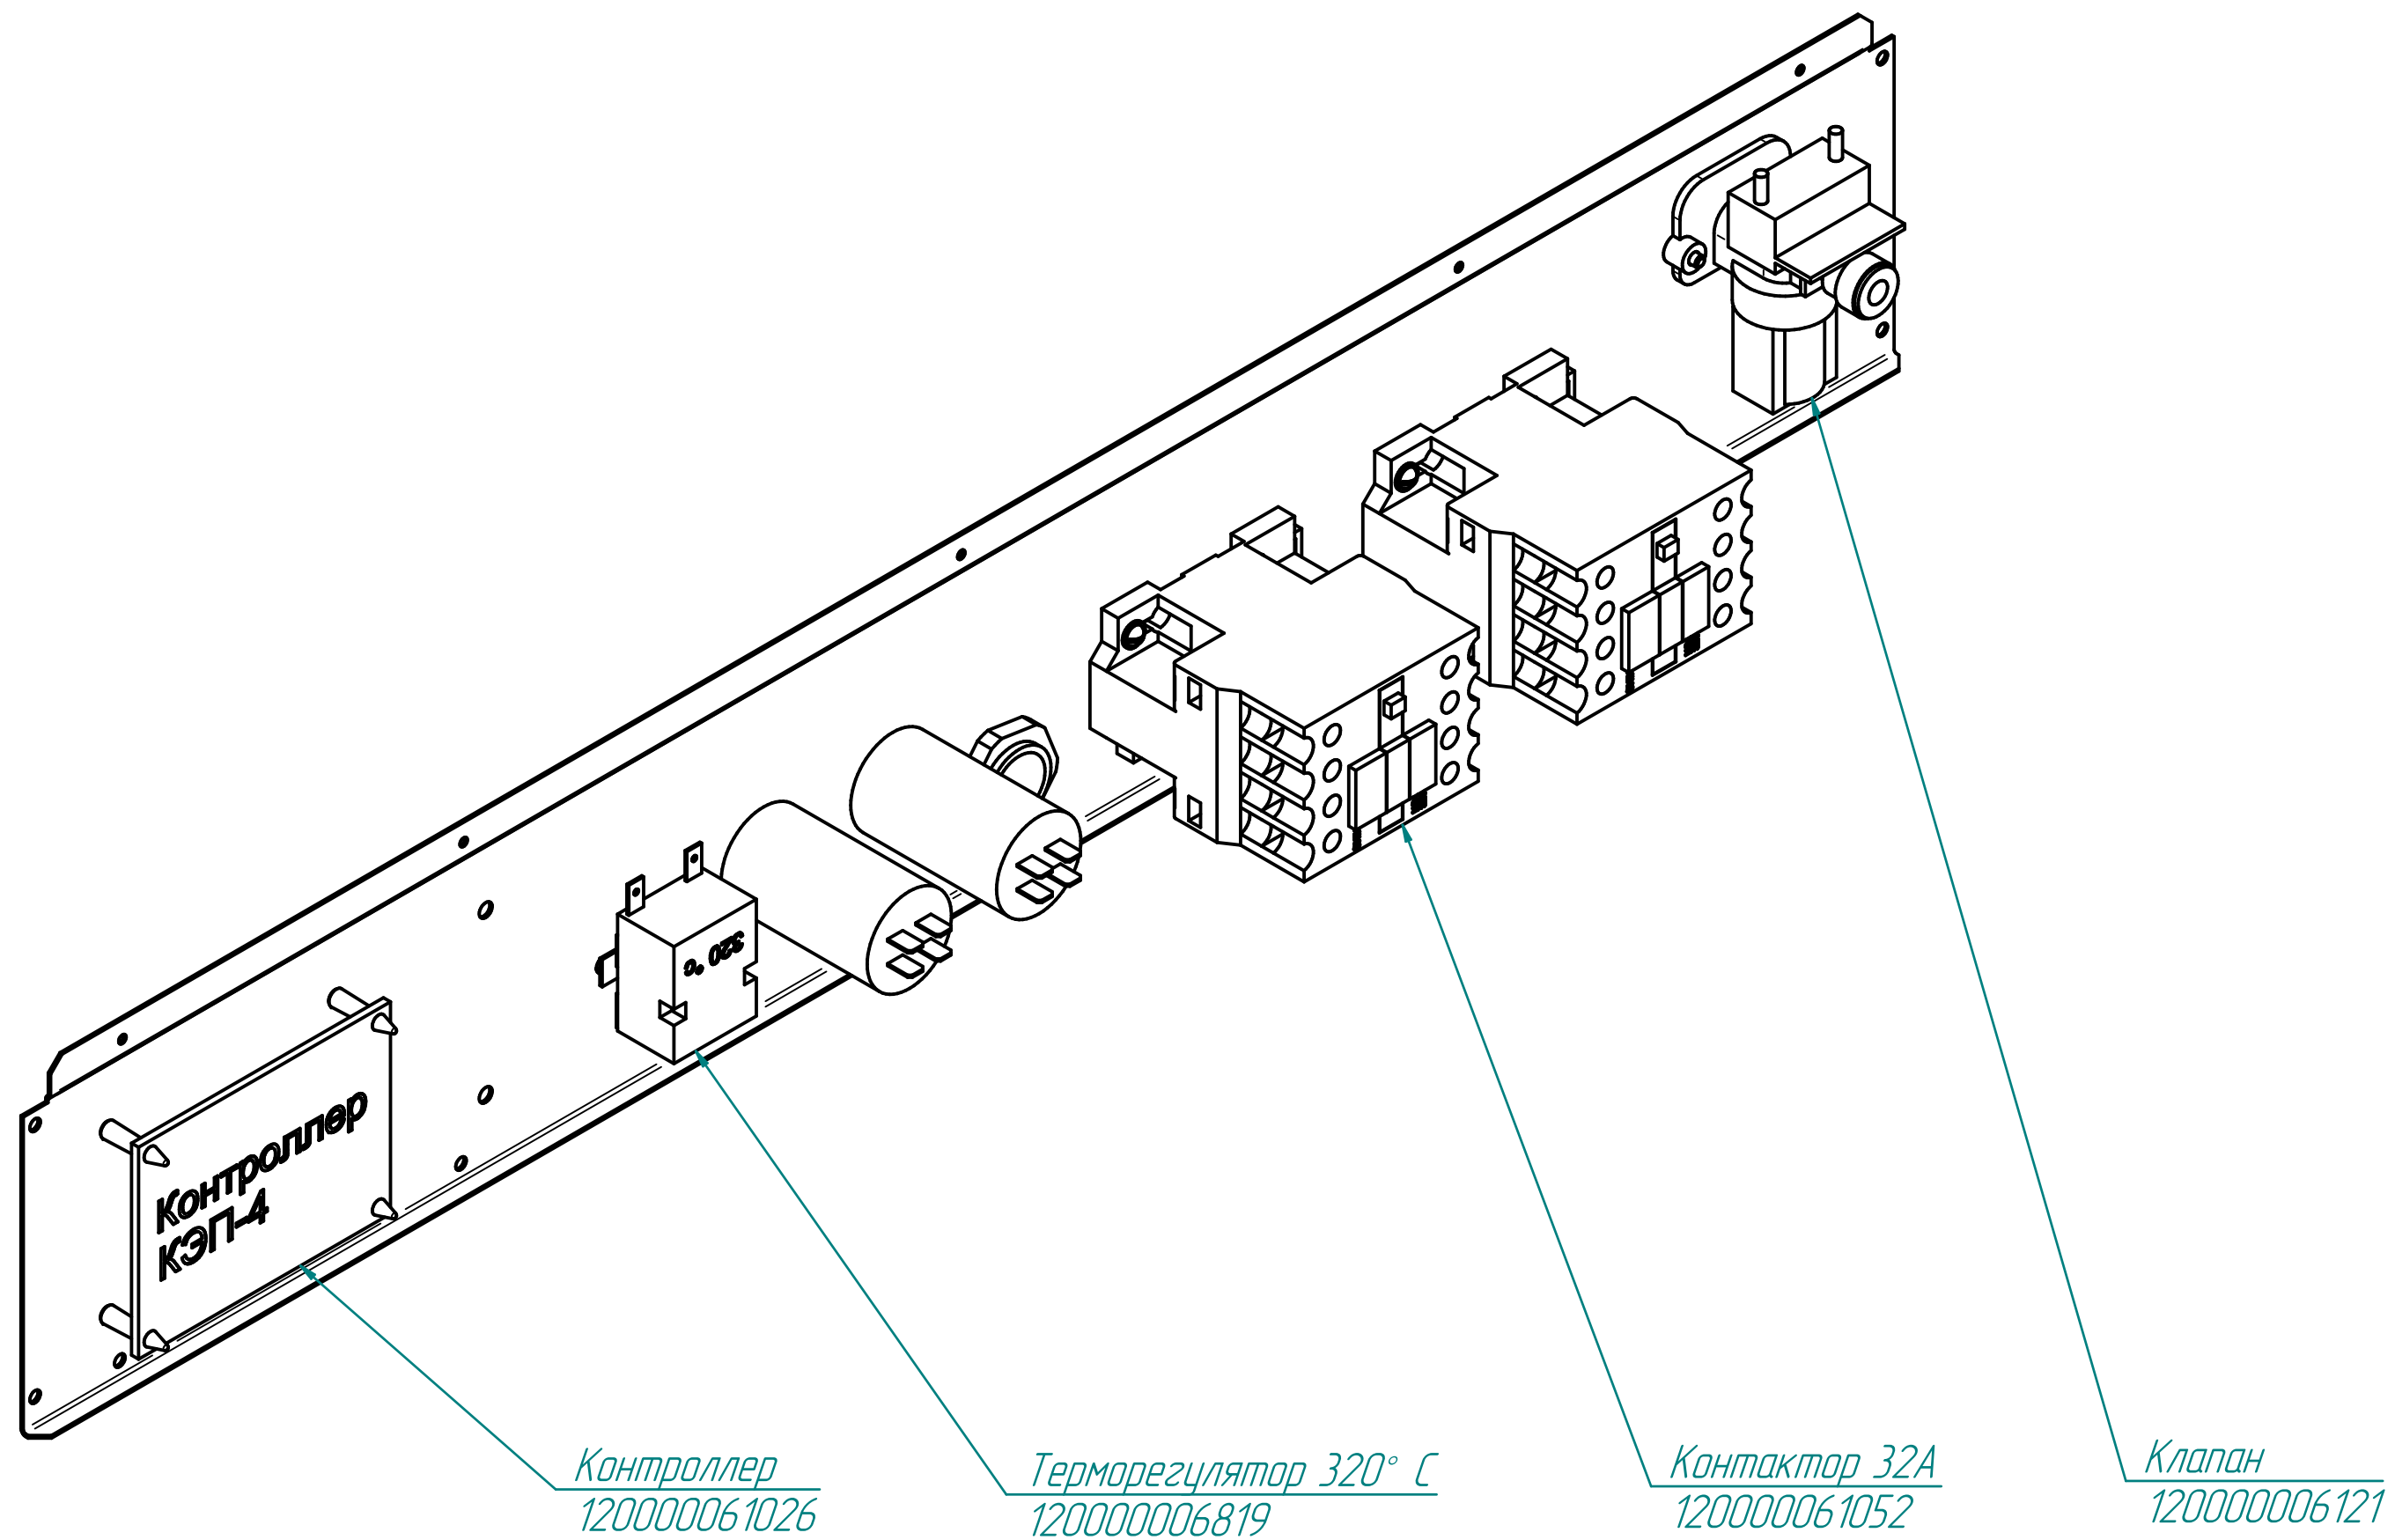 320
°C
Контроллер
КЭП-4
Контроллер
120000061026
Терморегулятор 320° С
120000006819
Контактор 32А
120000061052
Клапан
120000006121